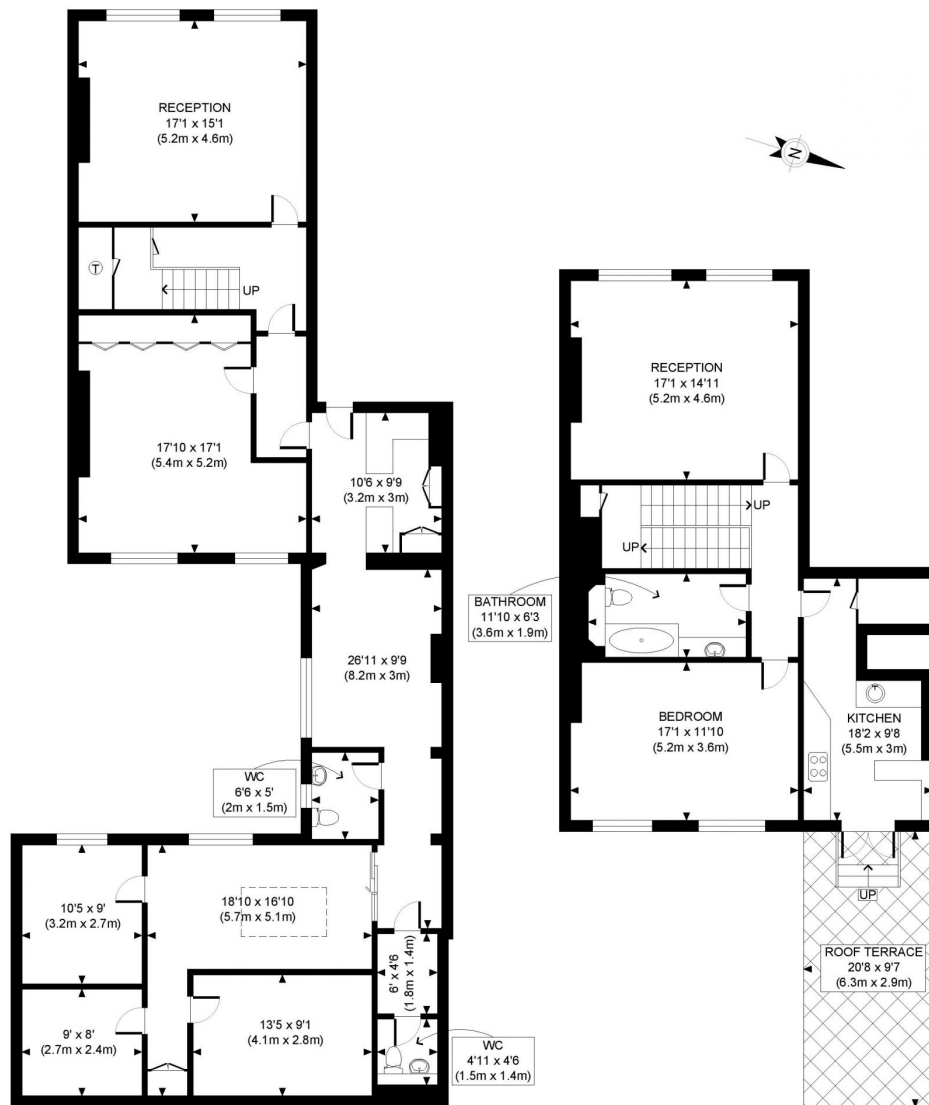 RECEPTION
17'1 x 15'1
(5.2m x 4.6m)
N
T
UP
17'10 x 17'1
(5.4m x 5.2m)
10'6 x 9'9
(3.2m x 3m)
26'11 x 9'9
(8.2m x 3m)
WC
6'6 x 5'
(2m x 1.5m)
10'5 x 9'
(3.2m x 2.7m)
18'10 x 16'10
(5.7m x 5.1m)
9' x 8'
(2.7m x 2.4m)
13'5 x 9'1
(4.1m x 2.8m)
6' x 4'6
(1.8m x 1.4m)
WC
4'11 x 4'6
(1.5m x 1.4m)
RECEPTION
17'1 x 14'11
(5.2m x 4.6m)
UP
UP
BATHROOM
11'10 x 6'3
(3.6m x 1.9m)
BEDROOM
17'1 x 11'10
(5.2m x 3.6m)
KITCHEN
18'2 x 9'8
(5.5m x 3m)
UP
ROOF TERRACE
20'8 x 9'7
(6.3m x 2.9m)